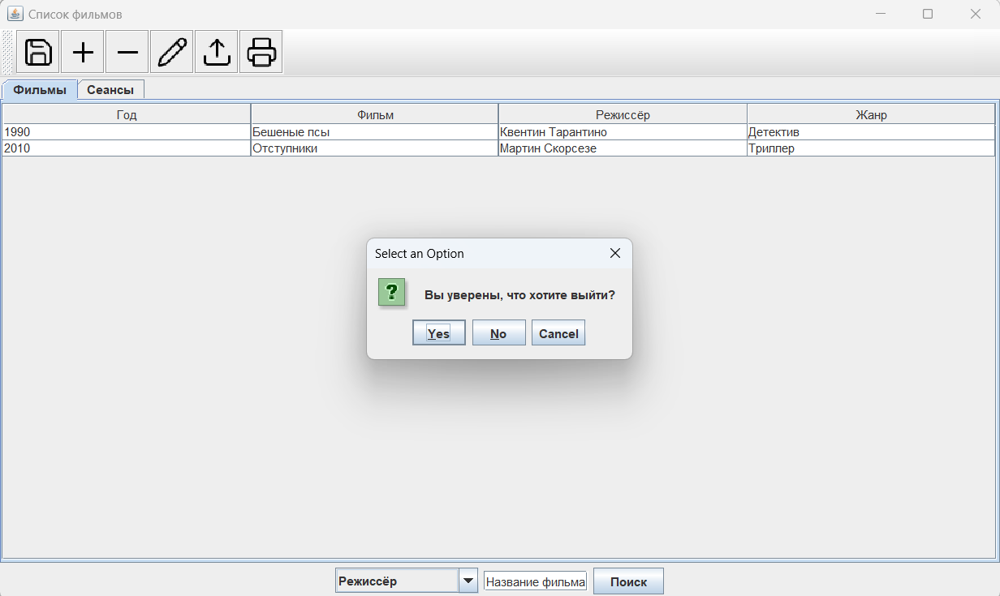 Список фильмов
Фильмы Сеансы
Год Фильм Режиссёр Жанр
1990 Бешеные псы Квентин Тарантино Детектив
2010 Отступники Мартин Скорсезе Триллер
Select an Option
Вы уверены, что хотите выйти?
Yes No Cancel
Режиссёр Название фильма Поиск